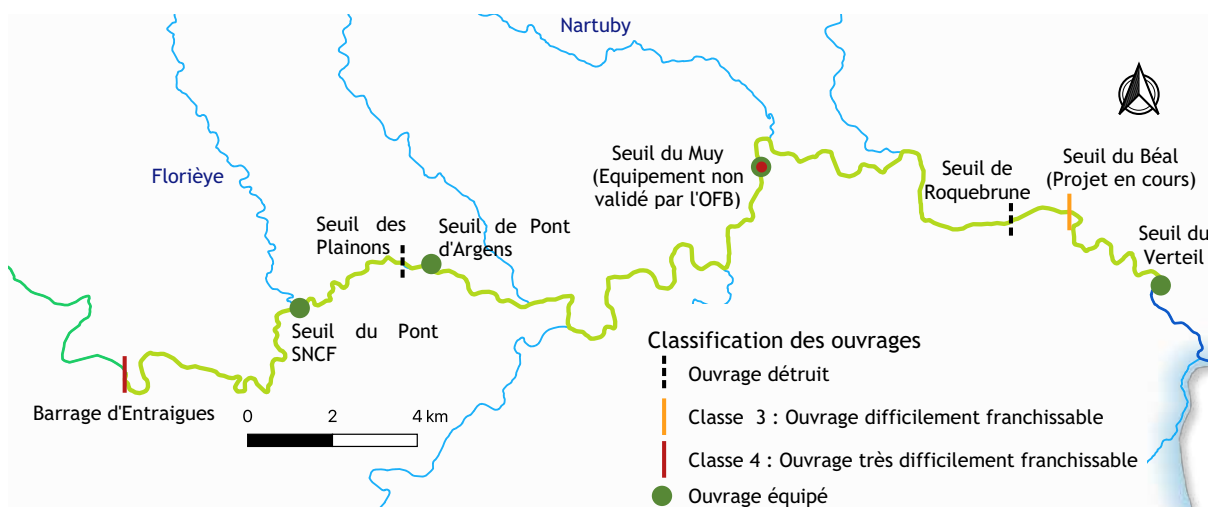 Nartuby
Florièye
Seuil du Muy
(Equipement non
validé par l'OFB)
Seuil de
Roquebrune
Seuil du Béal
(Projet en cours)
Seuil des
Plainons
Seuil de Pont
d'Argens
Seuil du
Verteil
Seuil du Pont
SNCF
Barrage d'Entraigues
0 2 4 km
Classification des ouvrages
Ouvrage détruit
Classe 3 : Ouvrage difficilement franchissable
Classe 4 : Ouvrage très difficilement franchissable
Ouvrage équipé